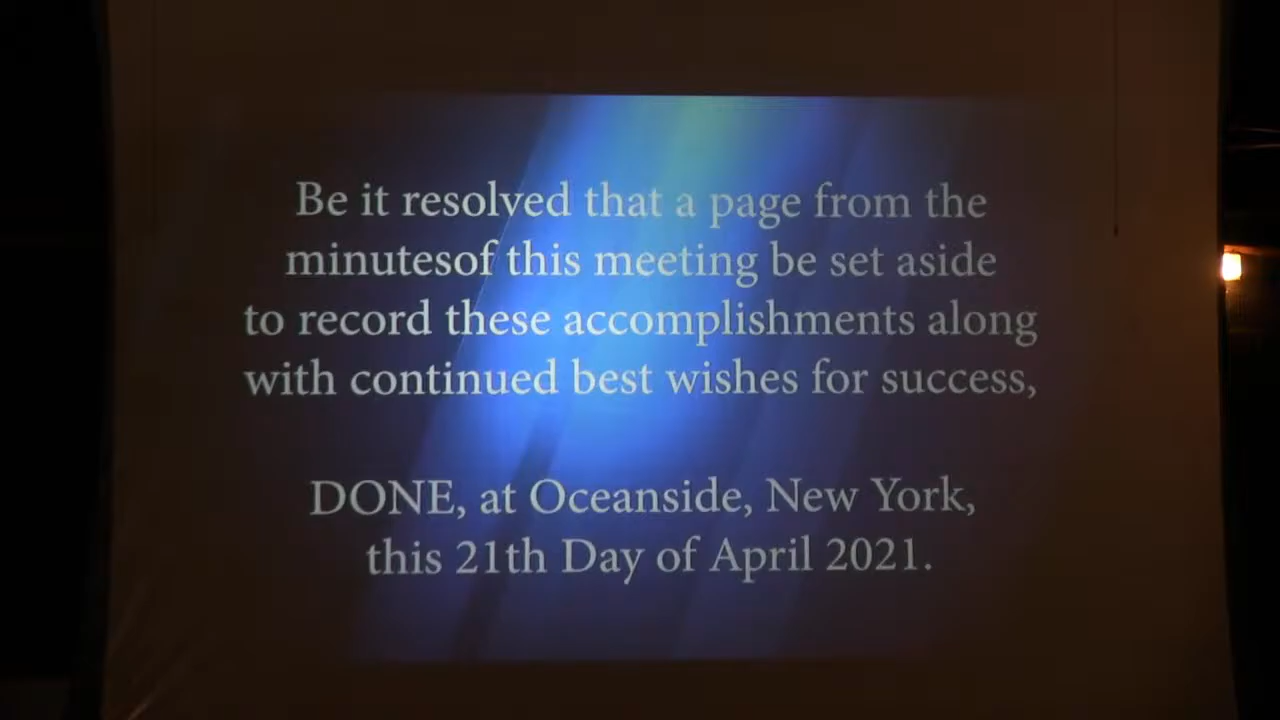 Be it resolved that a page from the
minutesof this meeting be set aside
to record these accomplishments along
with continued best wishes for success,
DONE, at Oceanside, New York,
this 21th Day of April 2021.